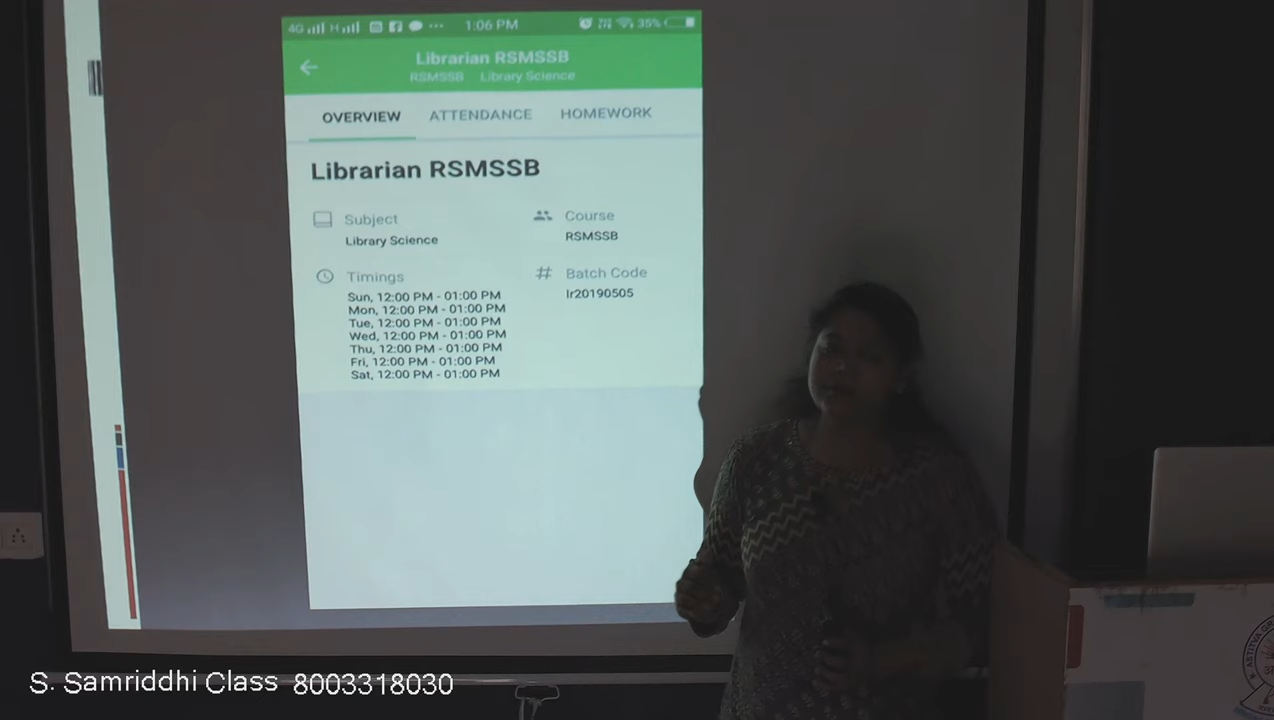 4G H 1:06 PM 35%
Librarian RSMSSB
RSMSSB Library Science
OVERVIEW ATTENDANCE HOMEWORK
Librarian RSMSSB
Subject
Library Science
Course
RSMSSB
Timings
Sun, 12:00 PM - 01:00 PM
Mon, 12:00 PM - 01:00 PM
Tue, 12:00 PM - 01:00 PM
Wed, 12:00 PM - 01:00 PM
Thu, 12:00 PM - 01:00 PM
Fri, 12:00 PM - 01:00 PM
Sat, 12:00 PM - 01:00 PM
# Batch Code
lr20190505
S. Samriddhi Class 8003318030